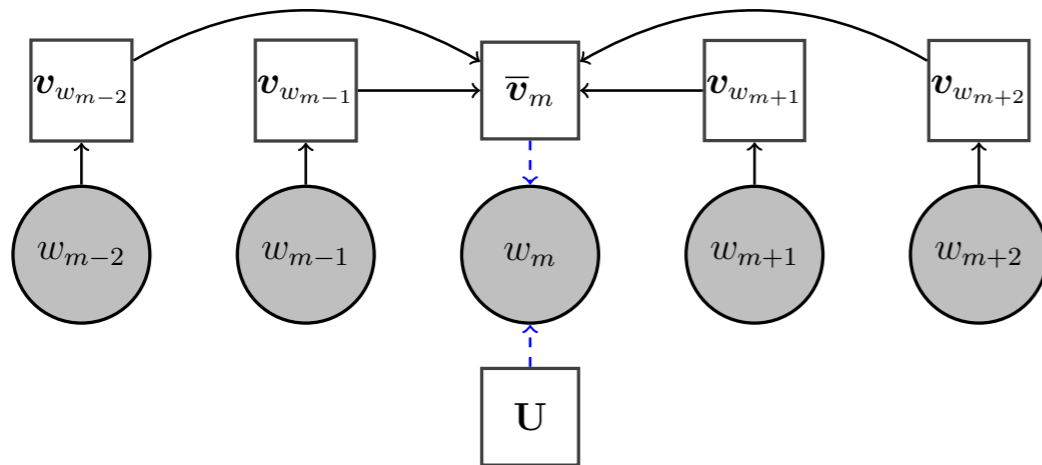 𝒗_{w_{m−2}} 𝒗_{w_{m−1}} 𝒗̅_m 𝒗_{w_{m+1}} 𝒗_{w_{m+2}}
w_{m−2} w_{m−1} w_m w_{m+1} w_{m+2}
U